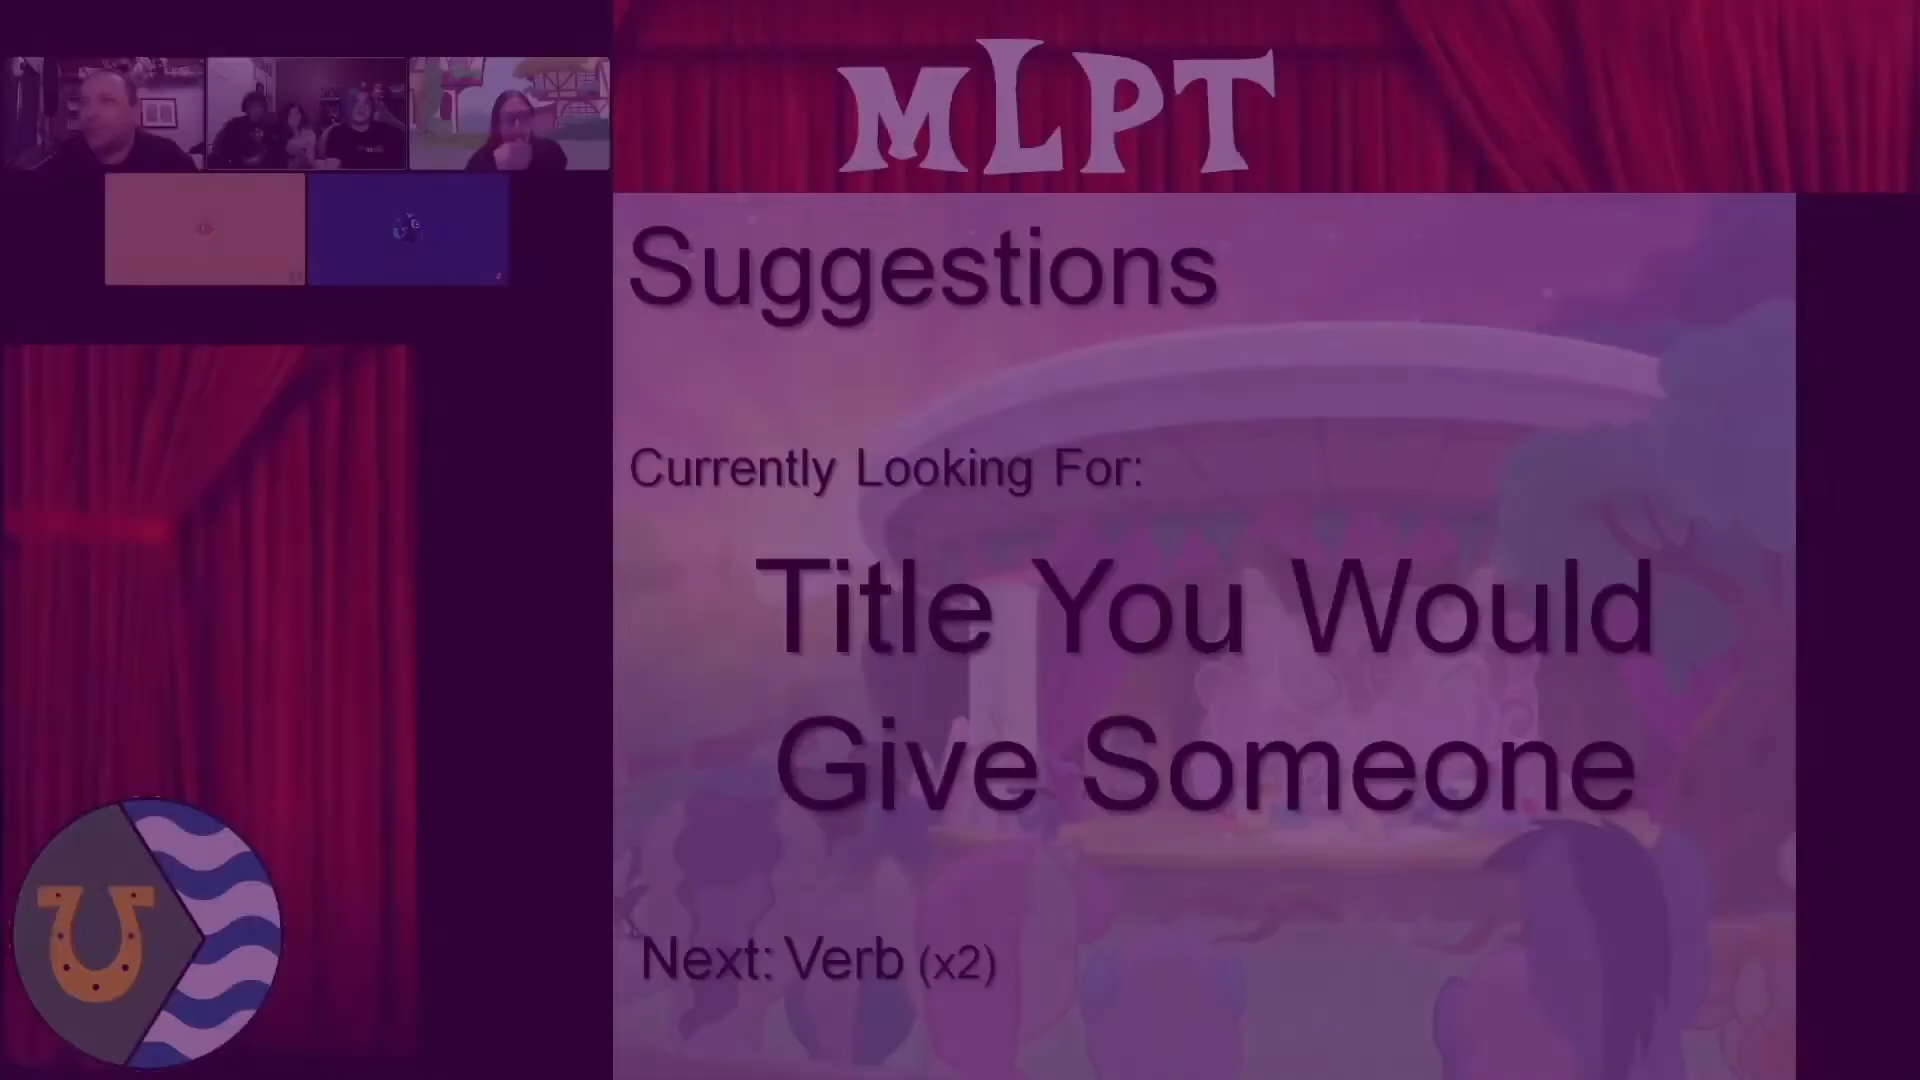 MLPT
Suggestions
Currently Looking For:
Title You Would
Give Someone
Next: Verb (x2)